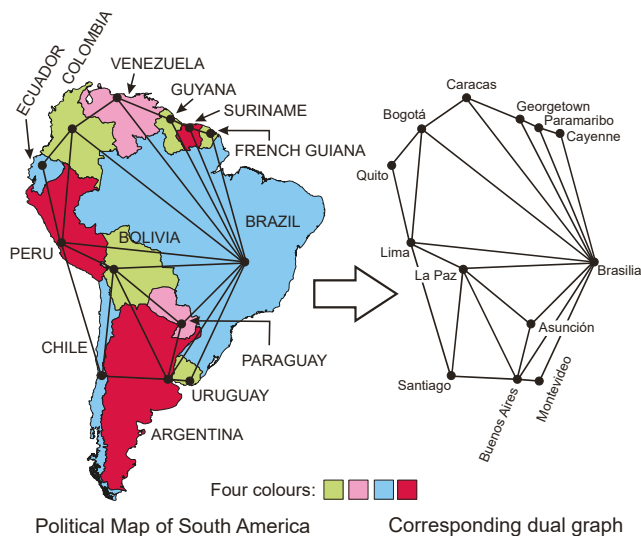 ECUADOR
COLOMBIA
VENEZUELA
GUYANA
SURINAME
FRENCH GUIANA
BRAZIL
BOLIVIA
PERU
CHILE
PARAGUAY
URUGUAY
ARGENTINA
Caracas
Georgetown
Paramaribo
Cayenne
Bogotá
Quito
Lima
La Paz
Brasilia
Asunción
Santiago
Buenos Aires
Montevideo
Four colours:
Political Map of South America
Corresponding dual graph